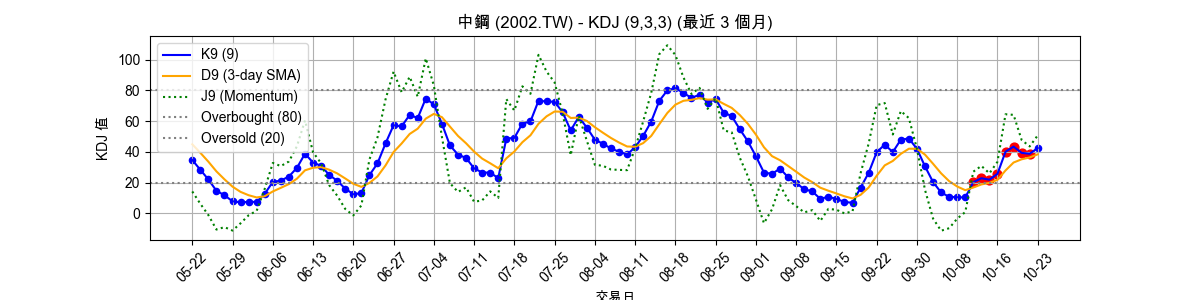 中鋼 (2002.TW) - KDJ (9,3,3) (最近 3 個月)
K9 (9)
D9 (3-day SMA)
J9 (Momentum)
Overbought (80)
Oversold (20)
KDJ 值
100
80
60
40
20
0
05-22 05-29 06-06 06-13 06-20 06-27 07-04 07-11 07-18 07-25 08-04 08-11 08-18 08-25 09-01 09-08 09-15 09-22 09-30 10-08 10-16 10-23
交易日